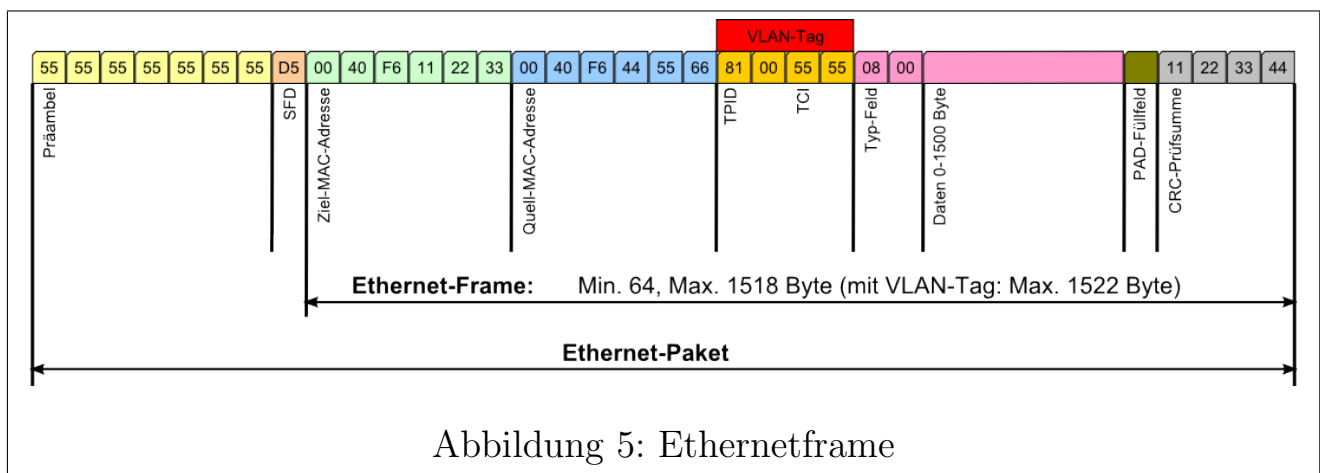 VLAN-Tag
55 55 55 55 55 55 55 D5 00 40 F6 11 22 33 00 40 F6 44 55 66 81 00 55 55 08 00 11 22 33 44
Präambel
SFD
Ziel-MAC-Adresse
Quell-MAC-Adresse
TPID
TCI
Typ-Feld
Daten 0-1500 Byte
PAD-Füllfeld
CRC-Prüfsumme
Ethernet-Frame: Min. 64, Max. 1518 Byte (mit VLAN-Tag: Max. 1522 Byte)
Ethernet-Paket
Abbildung 5: Ethernetframe